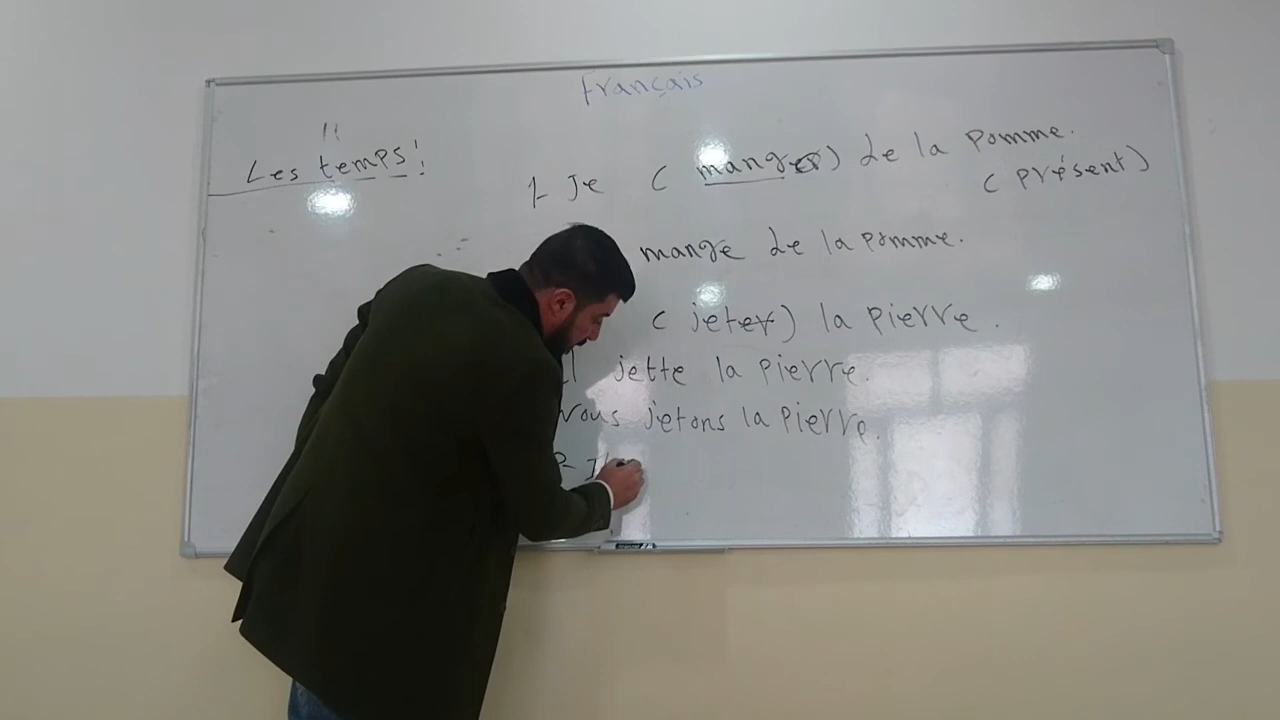 Français
"
Les temps :
1- Je (manger) de la pomme.
(présent)
mange de la pomme.
(jeter) la pierre.
jette la pierre.
jetons la pierre.